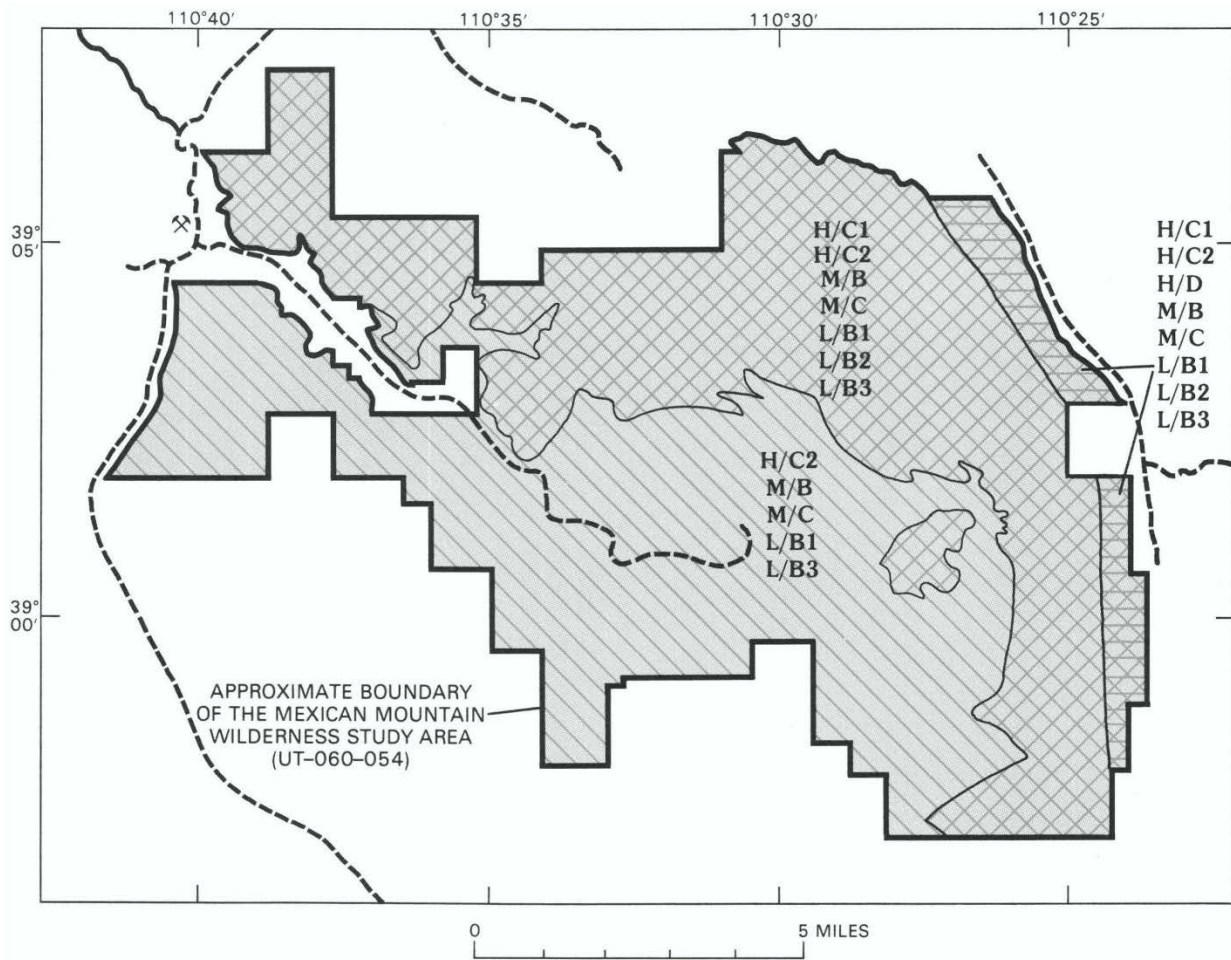 110°40′ 110°35′ 110°30′ 110°25′
39°
05′
H/C1
H/C2
M/B
M/C
L/B1
L/B2
L/B3
H/C1
H/C2
H/D
M/B
M/C
L/B1
L/B2
L/B3
H/C2
M/B
M/C
L/B1
L/B3
39°
00′
APPROXIMATE BOUNDARY
OF THE MEXICAN MOUNTAIN
WILDERNESS STUDY AREA
(UT–060–054)
0 5 MILES